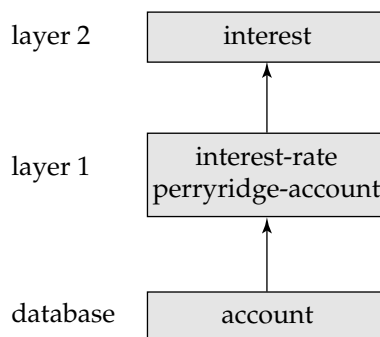 layer 2
interest
layer 1
interest-rate
perryridge-account
database
account